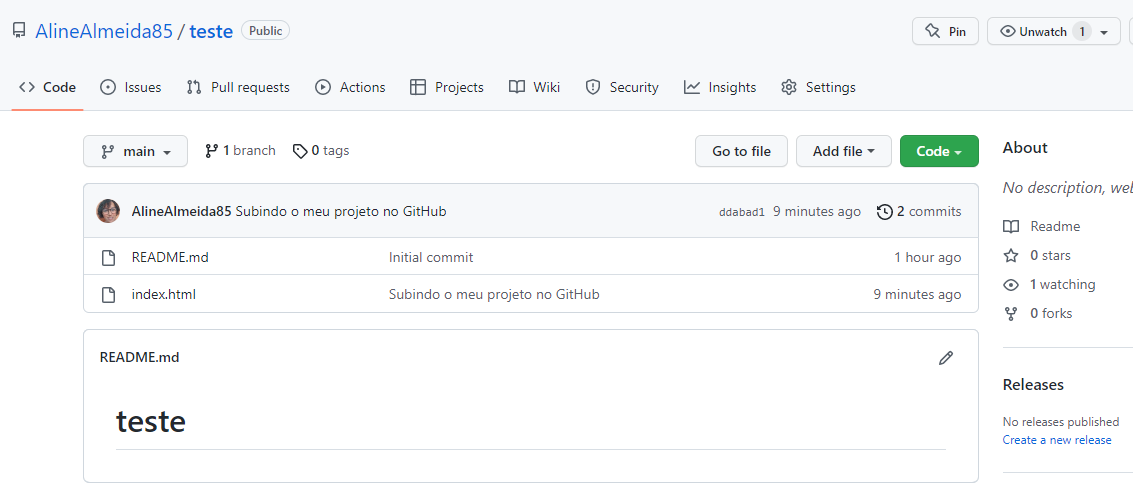 AlineAlmeida85 / teste Public Pin Unwatch 1
Code Issues Pull requests Actions Projects Wiki Security Insights Settings
main 1 branch 0 tags Go to file Add file Code
AlineAlmeida85 Subindo o meu projeto no GitHub ddabad1 9 minutes ago 2 commits
README.md Initial commit 1 hour ago
index.html Subindo o meu projeto no GitHub 9 minutes ago
README.md
teste
About
No description, web
Readme
0 stars
1 watching
0 forks
Releases
No releases published
Create a new release